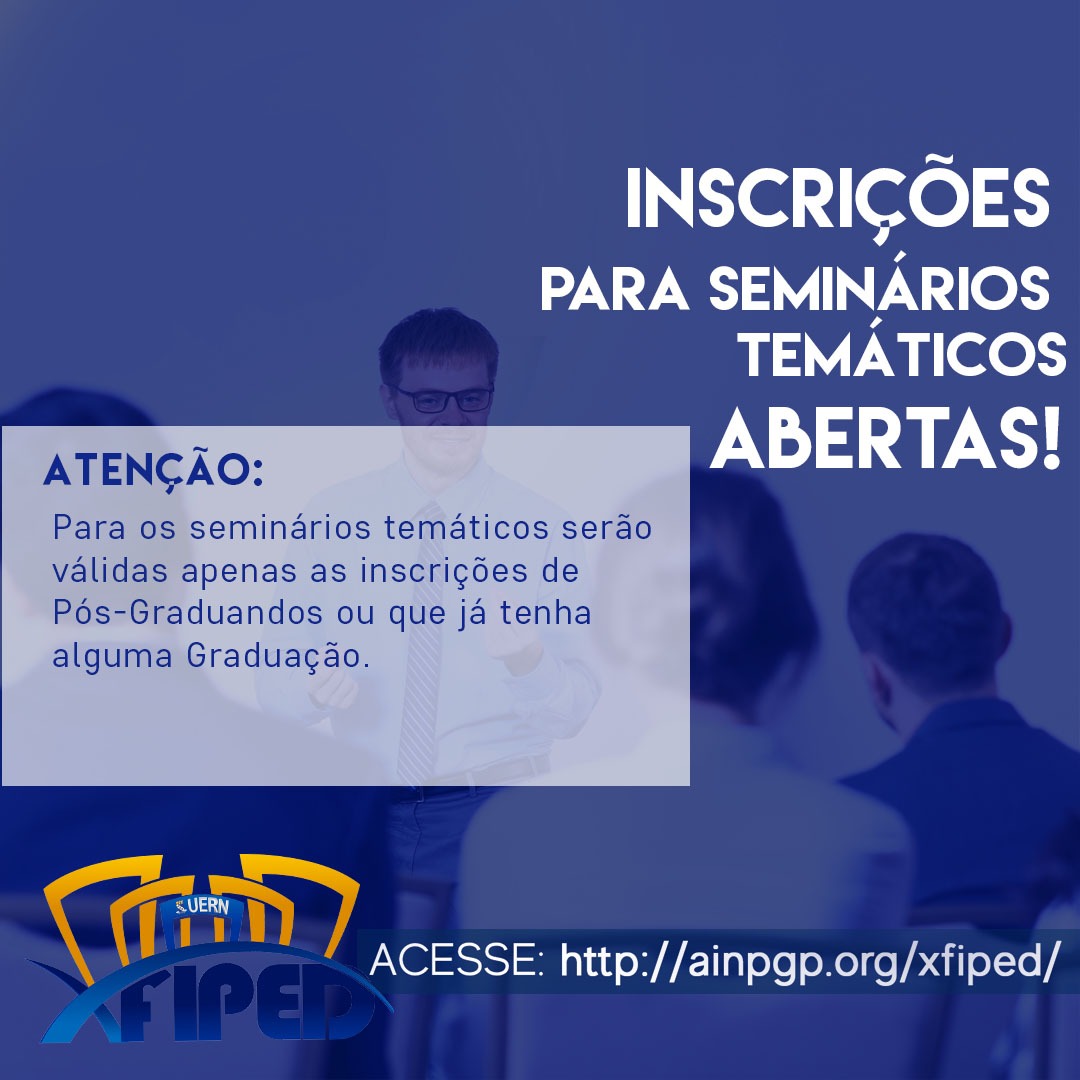 INSCRIÇÕES
PARA SEMINÁRIOS
TEMÁTICOS
ABERTAS!
ATENÇÃO:
Para os seminários temáticos serão
válidas apenas as inscrições de
Pós-Graduandos ou que já tenha
alguma Graduação.
UERN
XFIPED
ACESSE: http://ainpgp.org/xfiped/